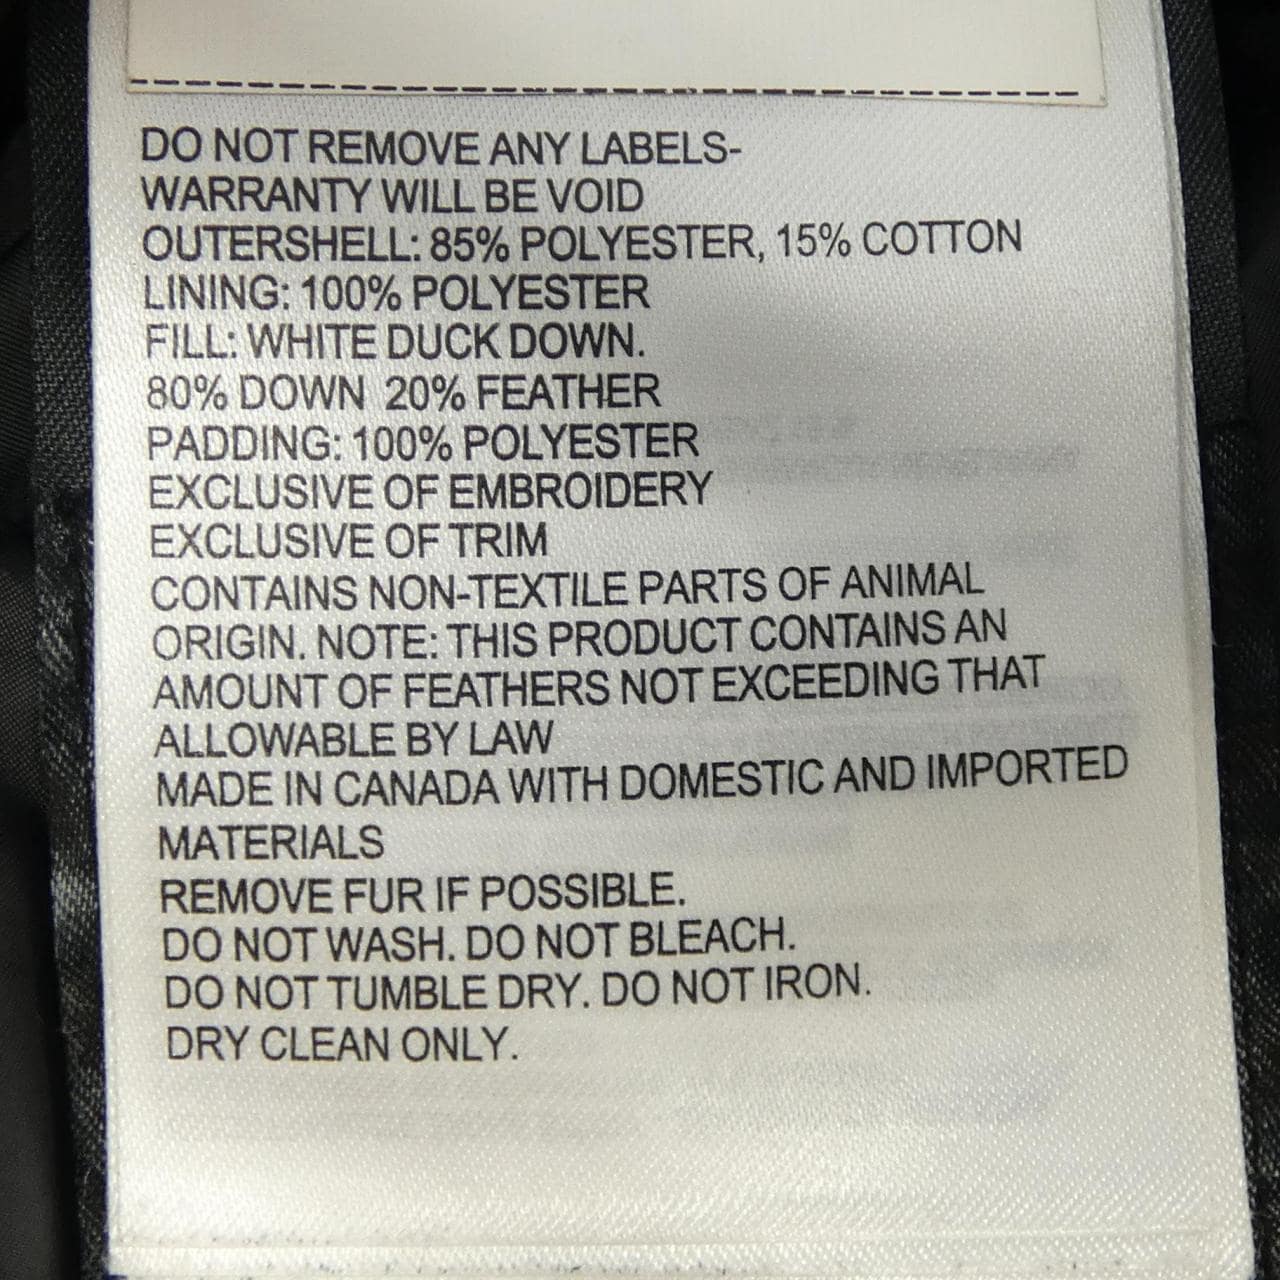 DO NOT REMOVE ANY LABELS-
WARRANTY WILL BE VOID
OUTERSHELL: 85% POLYESTER, 15% COTTON
LINING: 100% POLYESTER
FILL: WHITE DUCK DOWN.
80% DOWN 20% FEATHER
PADDING: 100% POLYESTER
EXCLUSIVE OF EMBROIDERY
EXCLUSIVE OF TRIM
CONTAINS NON-TEXTILE PARTS OF ANIMAL
ORIGIN. NOTE: THIS PRODUCT CONTAINS AN
AMOUNT OF FEATHERS NOT EXCEEDING THAT
ALLOWABLE BY LAW
MADE IN CANADA WITH DOMESTIC AND IMPORTED
MATERIALS
REMOVE FUR IF POSSIBLE.
DO NOT WASH. DO NOT BLEACH.
DO NOT TUMBLE DRY. DO NOT IRON.
DRY CLEAN ONLY.